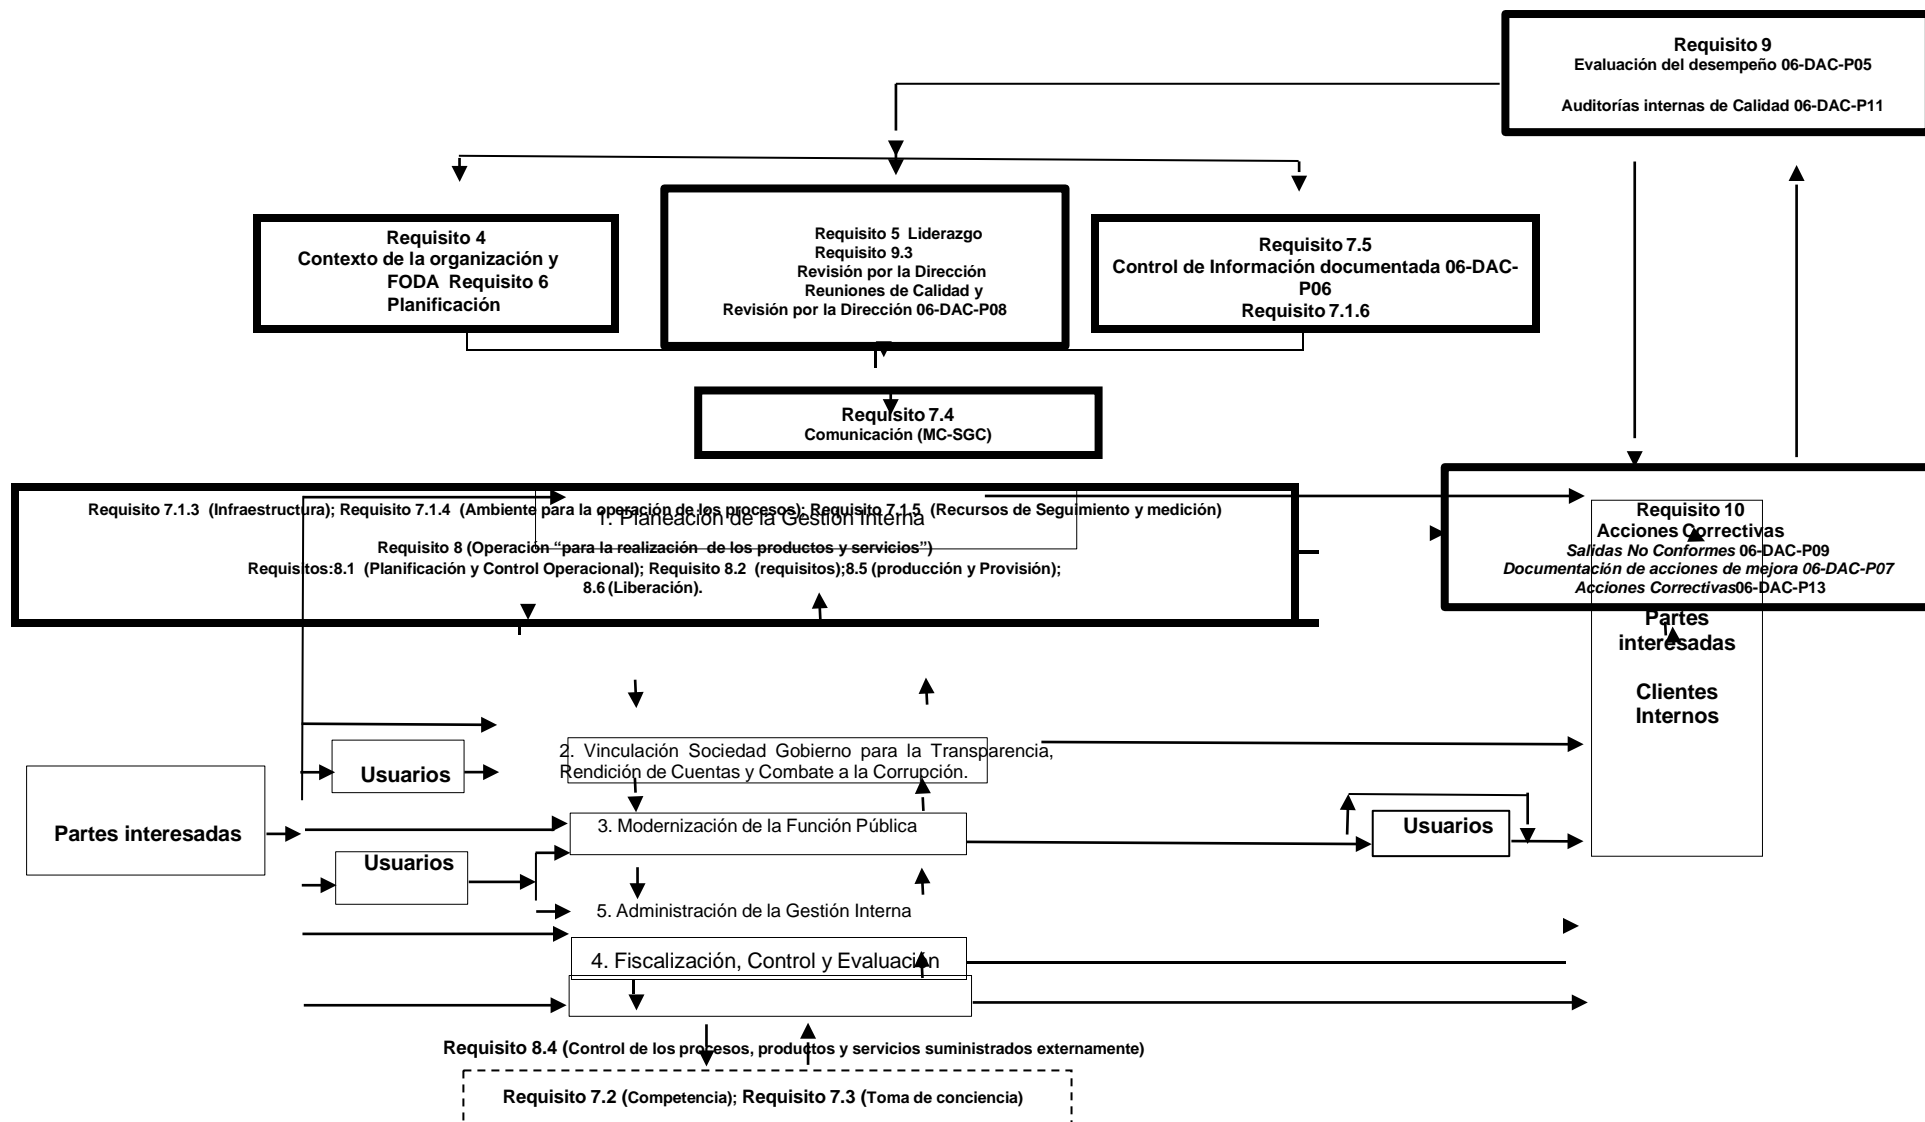 Requisito 9
Evaluación del desempeño 06-DAC-P05
Auditorías internas de Calidad 06-DAC-P11
Requisito 4
Contexto de la organización y
FODA Requisito 6
Planificación
Requisito 5 Liderazgo
Requisito 9.3
Revisión por la Dirección
Reuniones de Calidad y
Revisión por la Dirección 06-DAC-P08
Requisito 7.5
Control de Información documentada 06-DAC-
P06
Requisito 7.1.6
Requisito 7.4
Comunicación (MC-SGC)
Requisito 7.1.3 (Infraestructura); Requisito 7.1.4 (Ambiente para la operación de los procesos); Requisito 7.1.5 (Recursos de Seguimiento y medición)
1. Planeación de la Gestión Interna
Requisito 8 (Operación “para la realización de los productos y servicios”)
Requisitos:8.1 (Planificación y Control Operacional); Requisito 8.2 (requisitos);8.5 (producción y Provisión);
8.6 (Liberación).
Requisito 10
Acciones Correctivas
Salidas No Conformes 06-DAC-P09
Documentación de acciones de mejora 06-DAC-P07
Acciones Correctivas06-DAC-P13
Partes
interesadas
Clientes
Internos
2. Vinculación Sociedad Gobierno para la Transparencia,
Rendición de Cuentas y Combate a la Corrupción.
Usuarios
Partes interesadas
3. Modernización de la Función Pública
Usuarios
Usuarios
5. Administración de la Gestión Interna
4. Fiscalización, Control y Evaluación
Requisito 8.4 (Control de los procesos, productos y servicios suministrados externamente)
Requisito 7.2 (Competencia); Requisito 7.3 (Toma de conciencia)